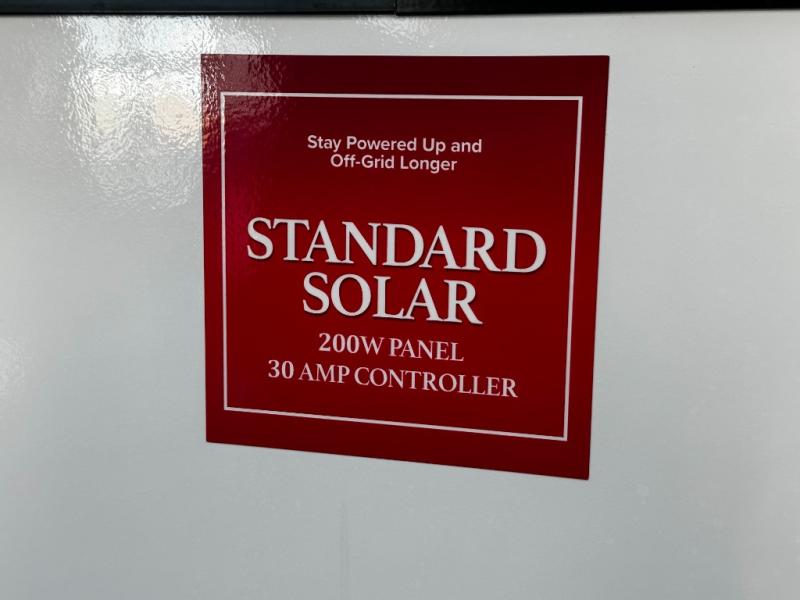 Stay Powered Up and
Off-Grid Longer
STANDARD
SOLAR
200W PANEL
30 AMP CONTROLLER